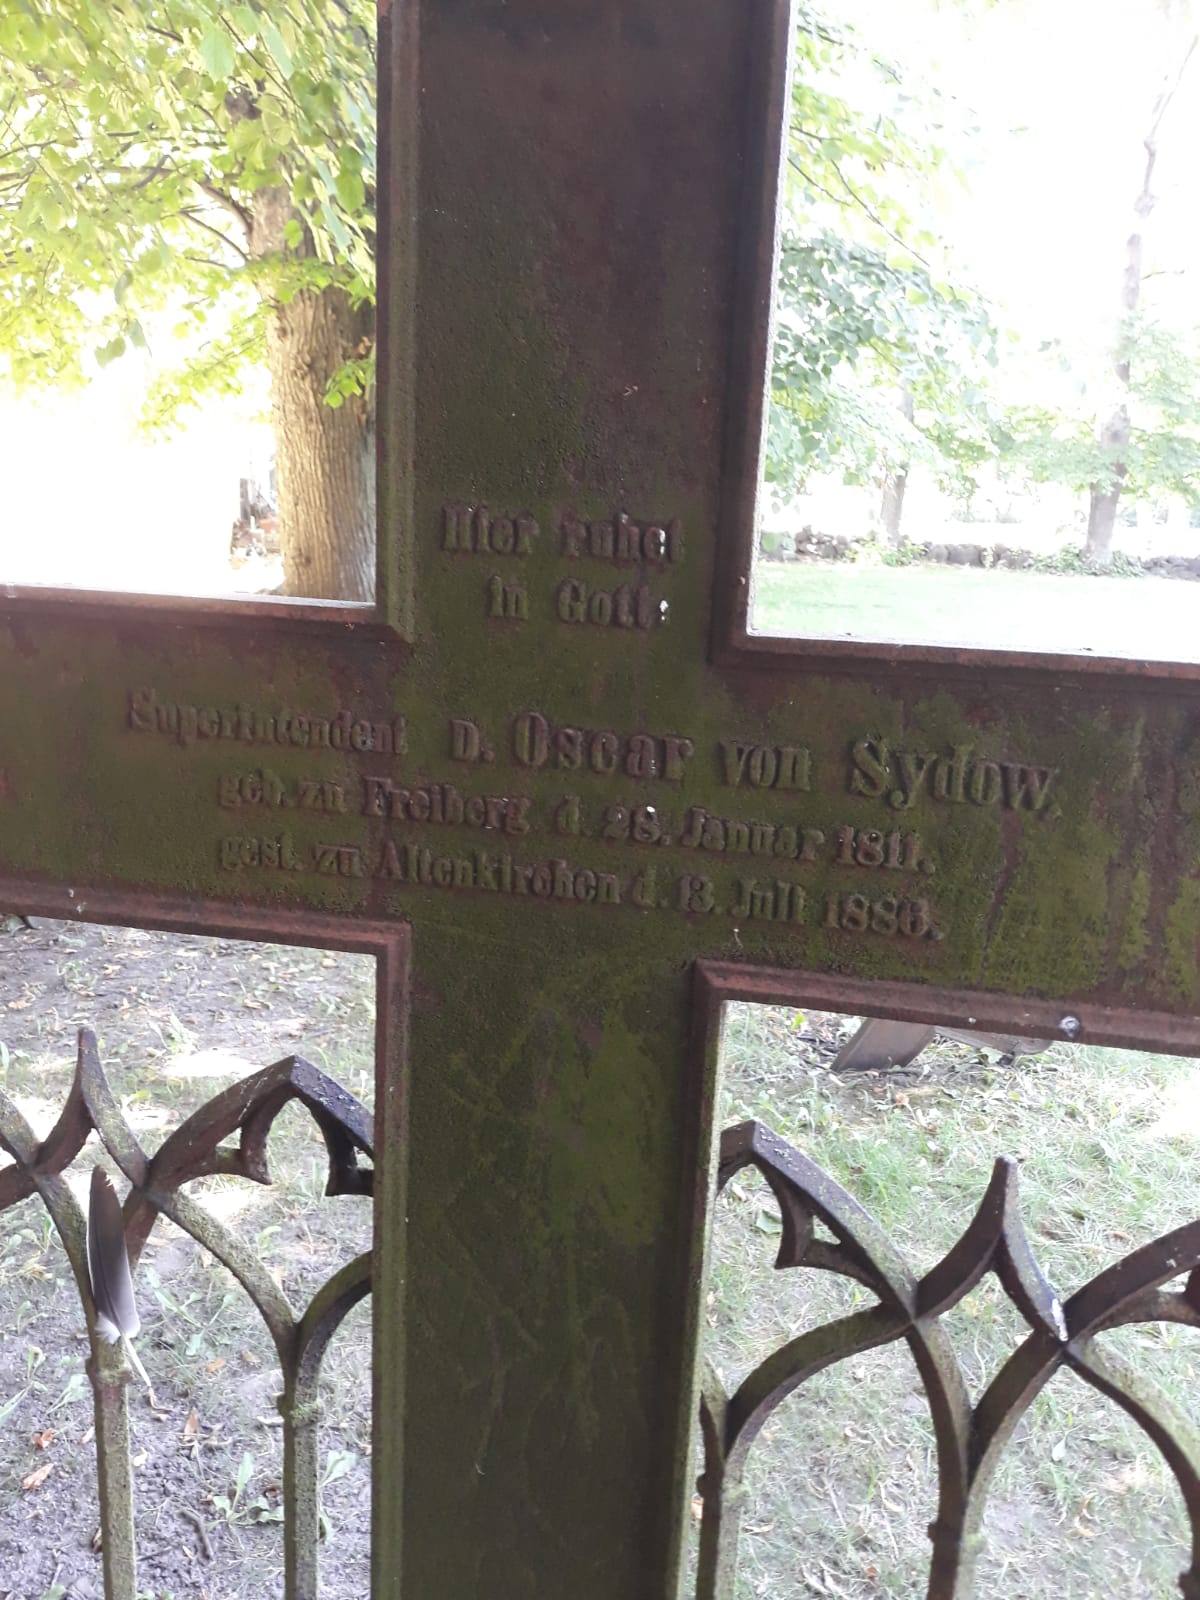 Hier ruhet
in Gott:
Superintendent D. Oscar von Sydow,
geb. zu Freiberg d. 28. Januar 1811.
gest. zu Altenkirchen d. 13. Juli 1886.